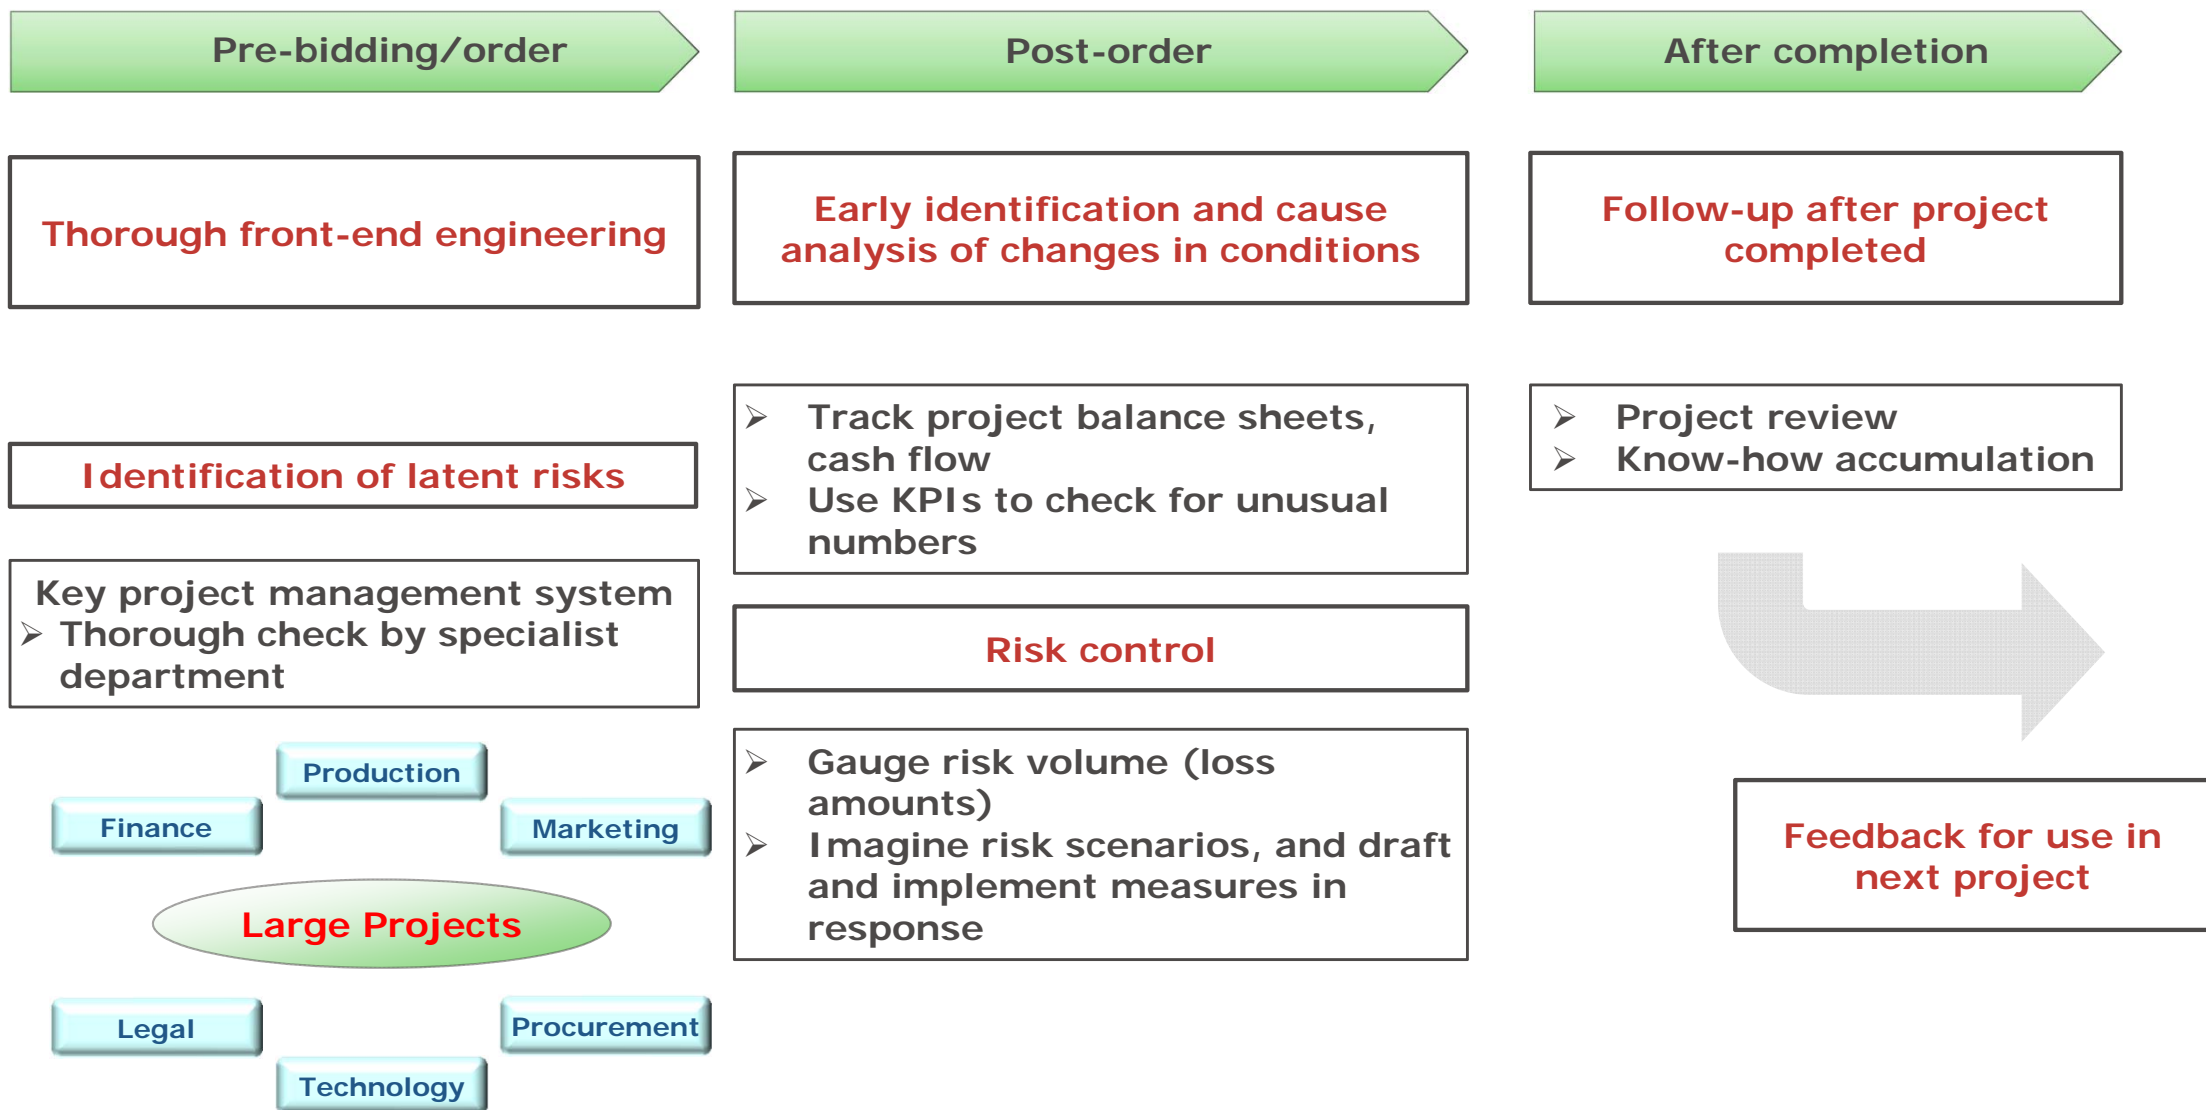 Pre-bidding/order
Post-order
After completion
Thorough front-end engineering
Early identification and cause
analysis of changes in conditions
Follow-up after project
completed
Identification of latent risks
Key project management system
➢ Thorough check by specialist
department
➢ Track project balance sheets,
cash flow
➢ Use KPIs to check for unusual
numbers
Risk control
➢ Gauge risk volume (loss
amounts)
➢ Imagine risk scenarios, and draft
and implement measures in
response
➢ Project review
➢ Know-how accumulation
Feedback for use in
next project
Production
Finance
Marketing
Large Projects
Legal
Procurement
Technology